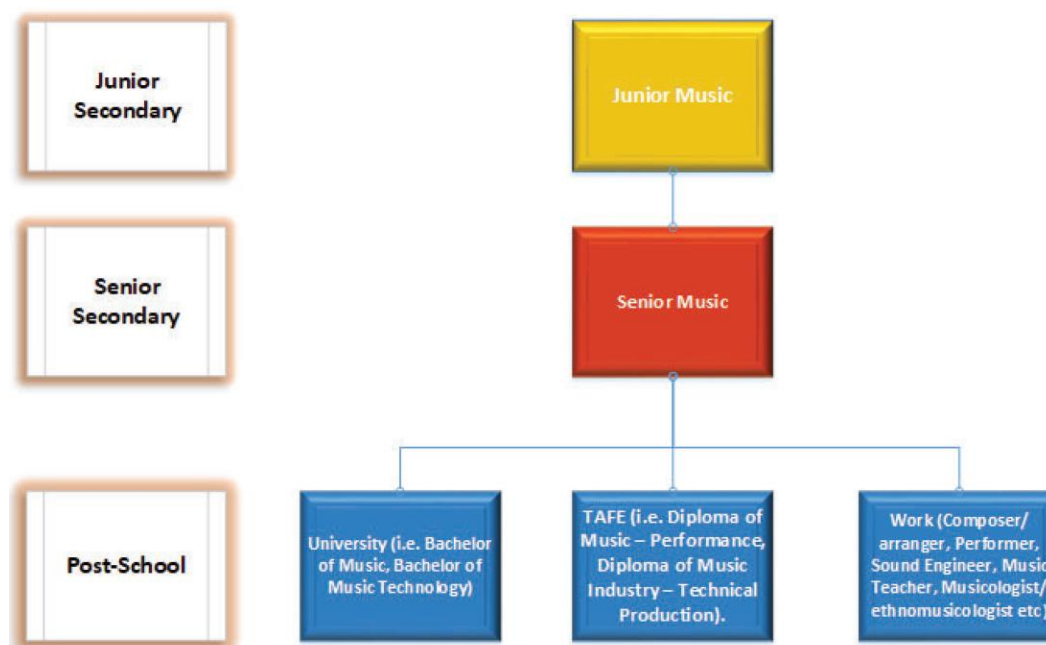 Junior
Secondary
Junior Music
Senior
Secondary
Senior Music
Post-School
University (i.e. Bachelor
of Music, Bachelor of
Music Technology)
TAFE (i.e. Diploma of
Music – Performance,
Diploma of Music
Industry – Technical
Production).
Work (Composer/
arranger, Performer,
Sound Engineer, Music
Teacher, Musicologist/
ethnomusicologist etc)